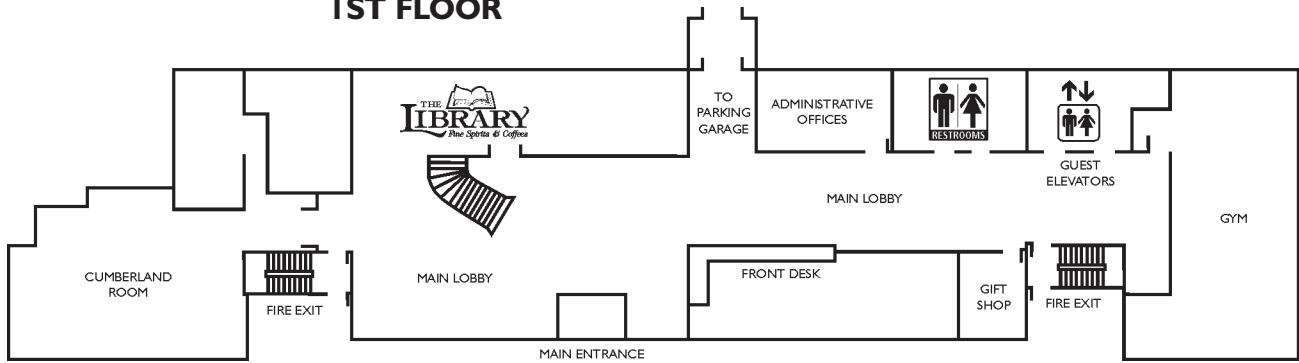 1ST FLOOR
THE
LIBRARY
Fine Spirits & Coffees
TO
PARKING
GARAGE
ADMINISTRATIVE
OFFICES
RESTROOMS
GUEST
ELEVATORS
MAIN LOBBY
GYM
CUMBERLAND
ROOM
FIRE EXIT
MAIN LOBBY
FRONT DESK
GIFT
SHOP
FIRE EXIT
MAIN ENTRANCE